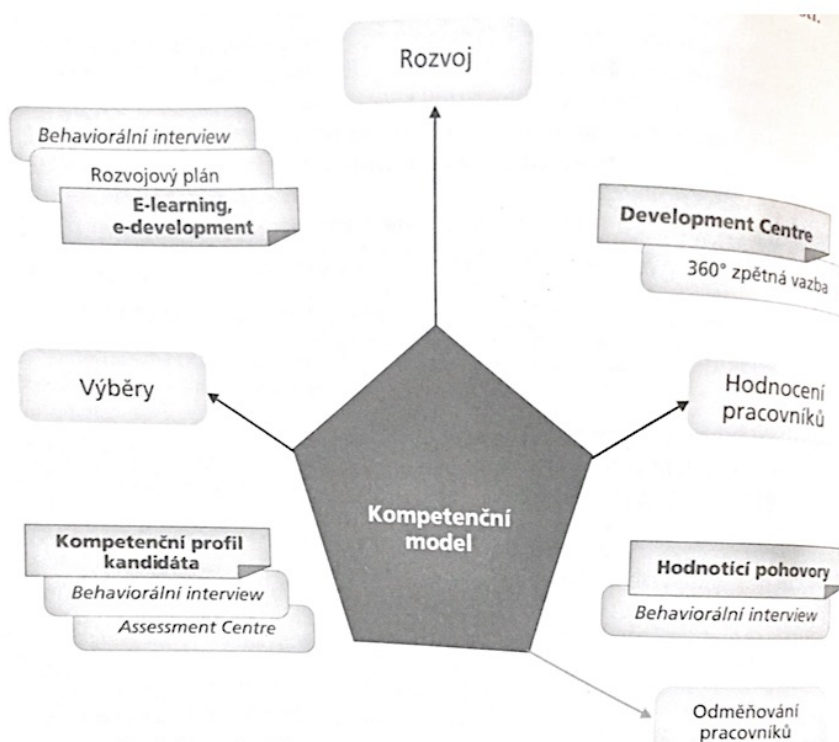 Rozvoj
Behaviorální interview
Rozvojový plán
E-learning,
e-development
Development Centre
360° zpětná vazba
Výběry
Hodnocení
pracovníků
Kompetenční
model
Kompetenční profil
kandidáta
Behaviorální interview
Assessment Centre
Hodnotící pohovory
Behaviorální interview
Odměňování
pracovníků